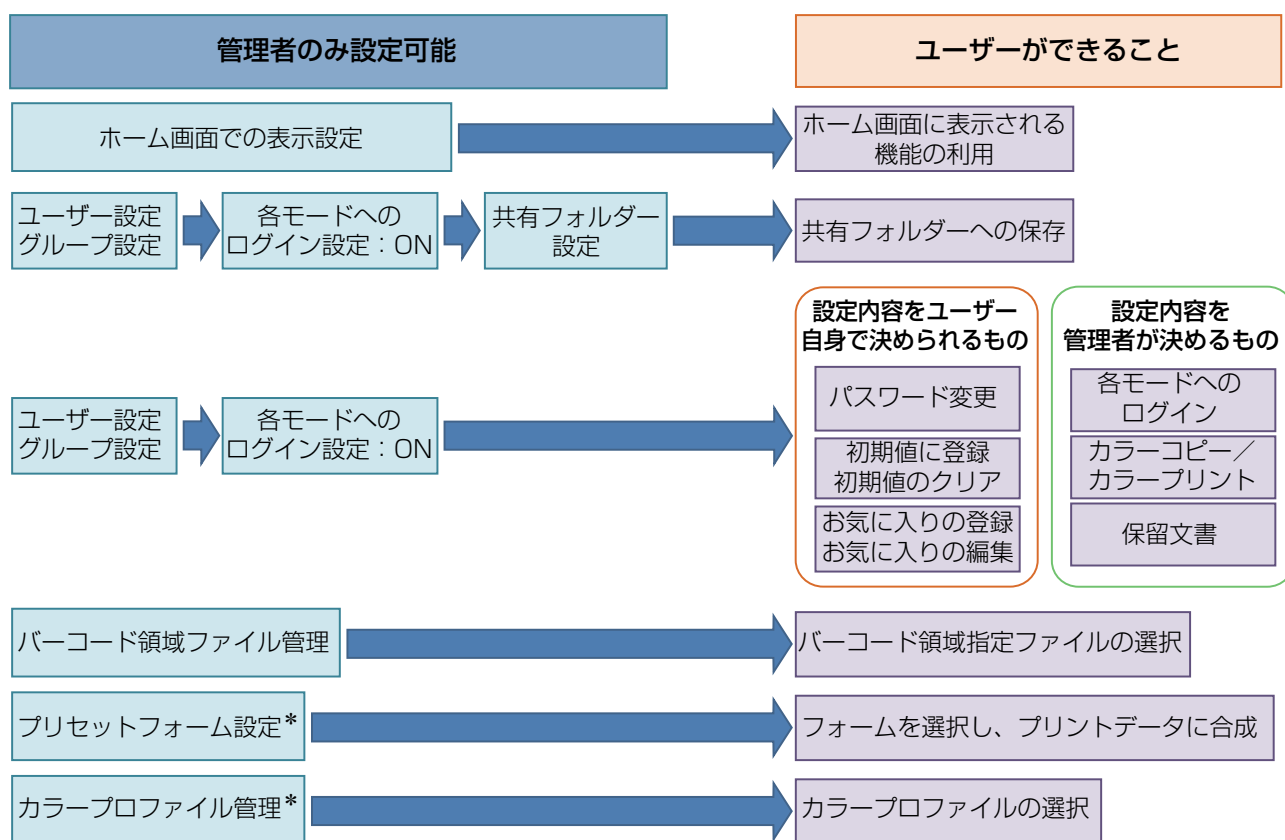 管理者のみ設定可能
ユーザーができること
ホーム画面での表示設定
ホーム画面に表示される
機能の利用
ユーザー設定
グループ設定
各モードへの
ログイン設定：ON
共有フォルダー
設定
共有フォルダーへの保存
ユーザー設定
グループ設定
各モードへの
ログイン設定：ON
設定内容をユーザー
自身で決められるもの
パスワード変更
初期値に登録
初期値のクリア
お気に入りの登録
お気に入りの編集
設定内容を
管理者が決めるもの
各モードへの
ログイン
カラーコピー／
カラープリント
保留文書
バーコード領域ファイル管理
バーコード領域指定ファイルの選択
プリセットフォーム設定*
フォームを選択し、プリントデータに合成
カラープロファイル管理*
カラープロファイルの選択